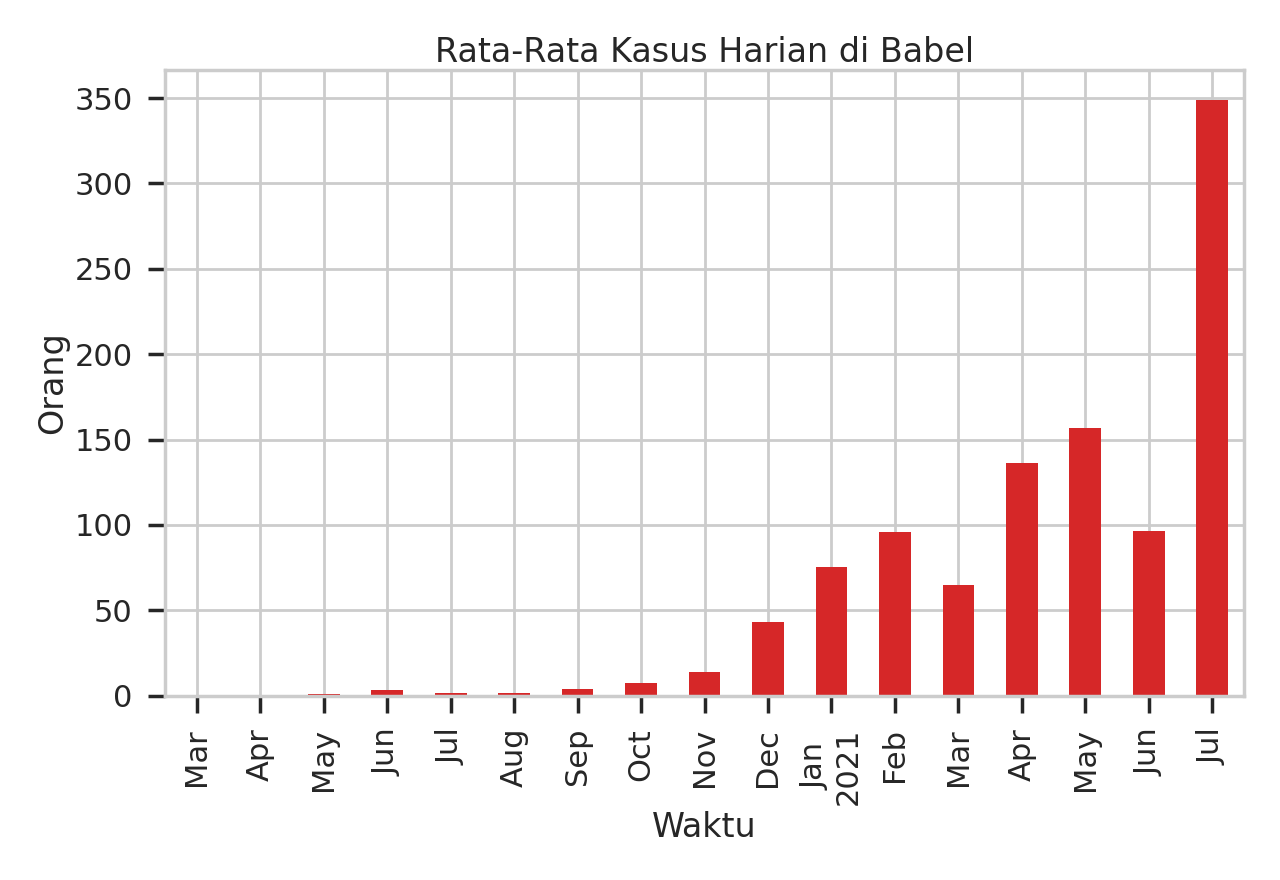 Rata-Rata Kasus Harian di Babel
350
300
250
200
150
100
50
0
Orang
Mar
Apr
May
Jun
Jul
Aug
Sep
Oct
Nov
Dec
Jan
2021
Feb
Mar
Apr
May
Jun
Jul
Waktu